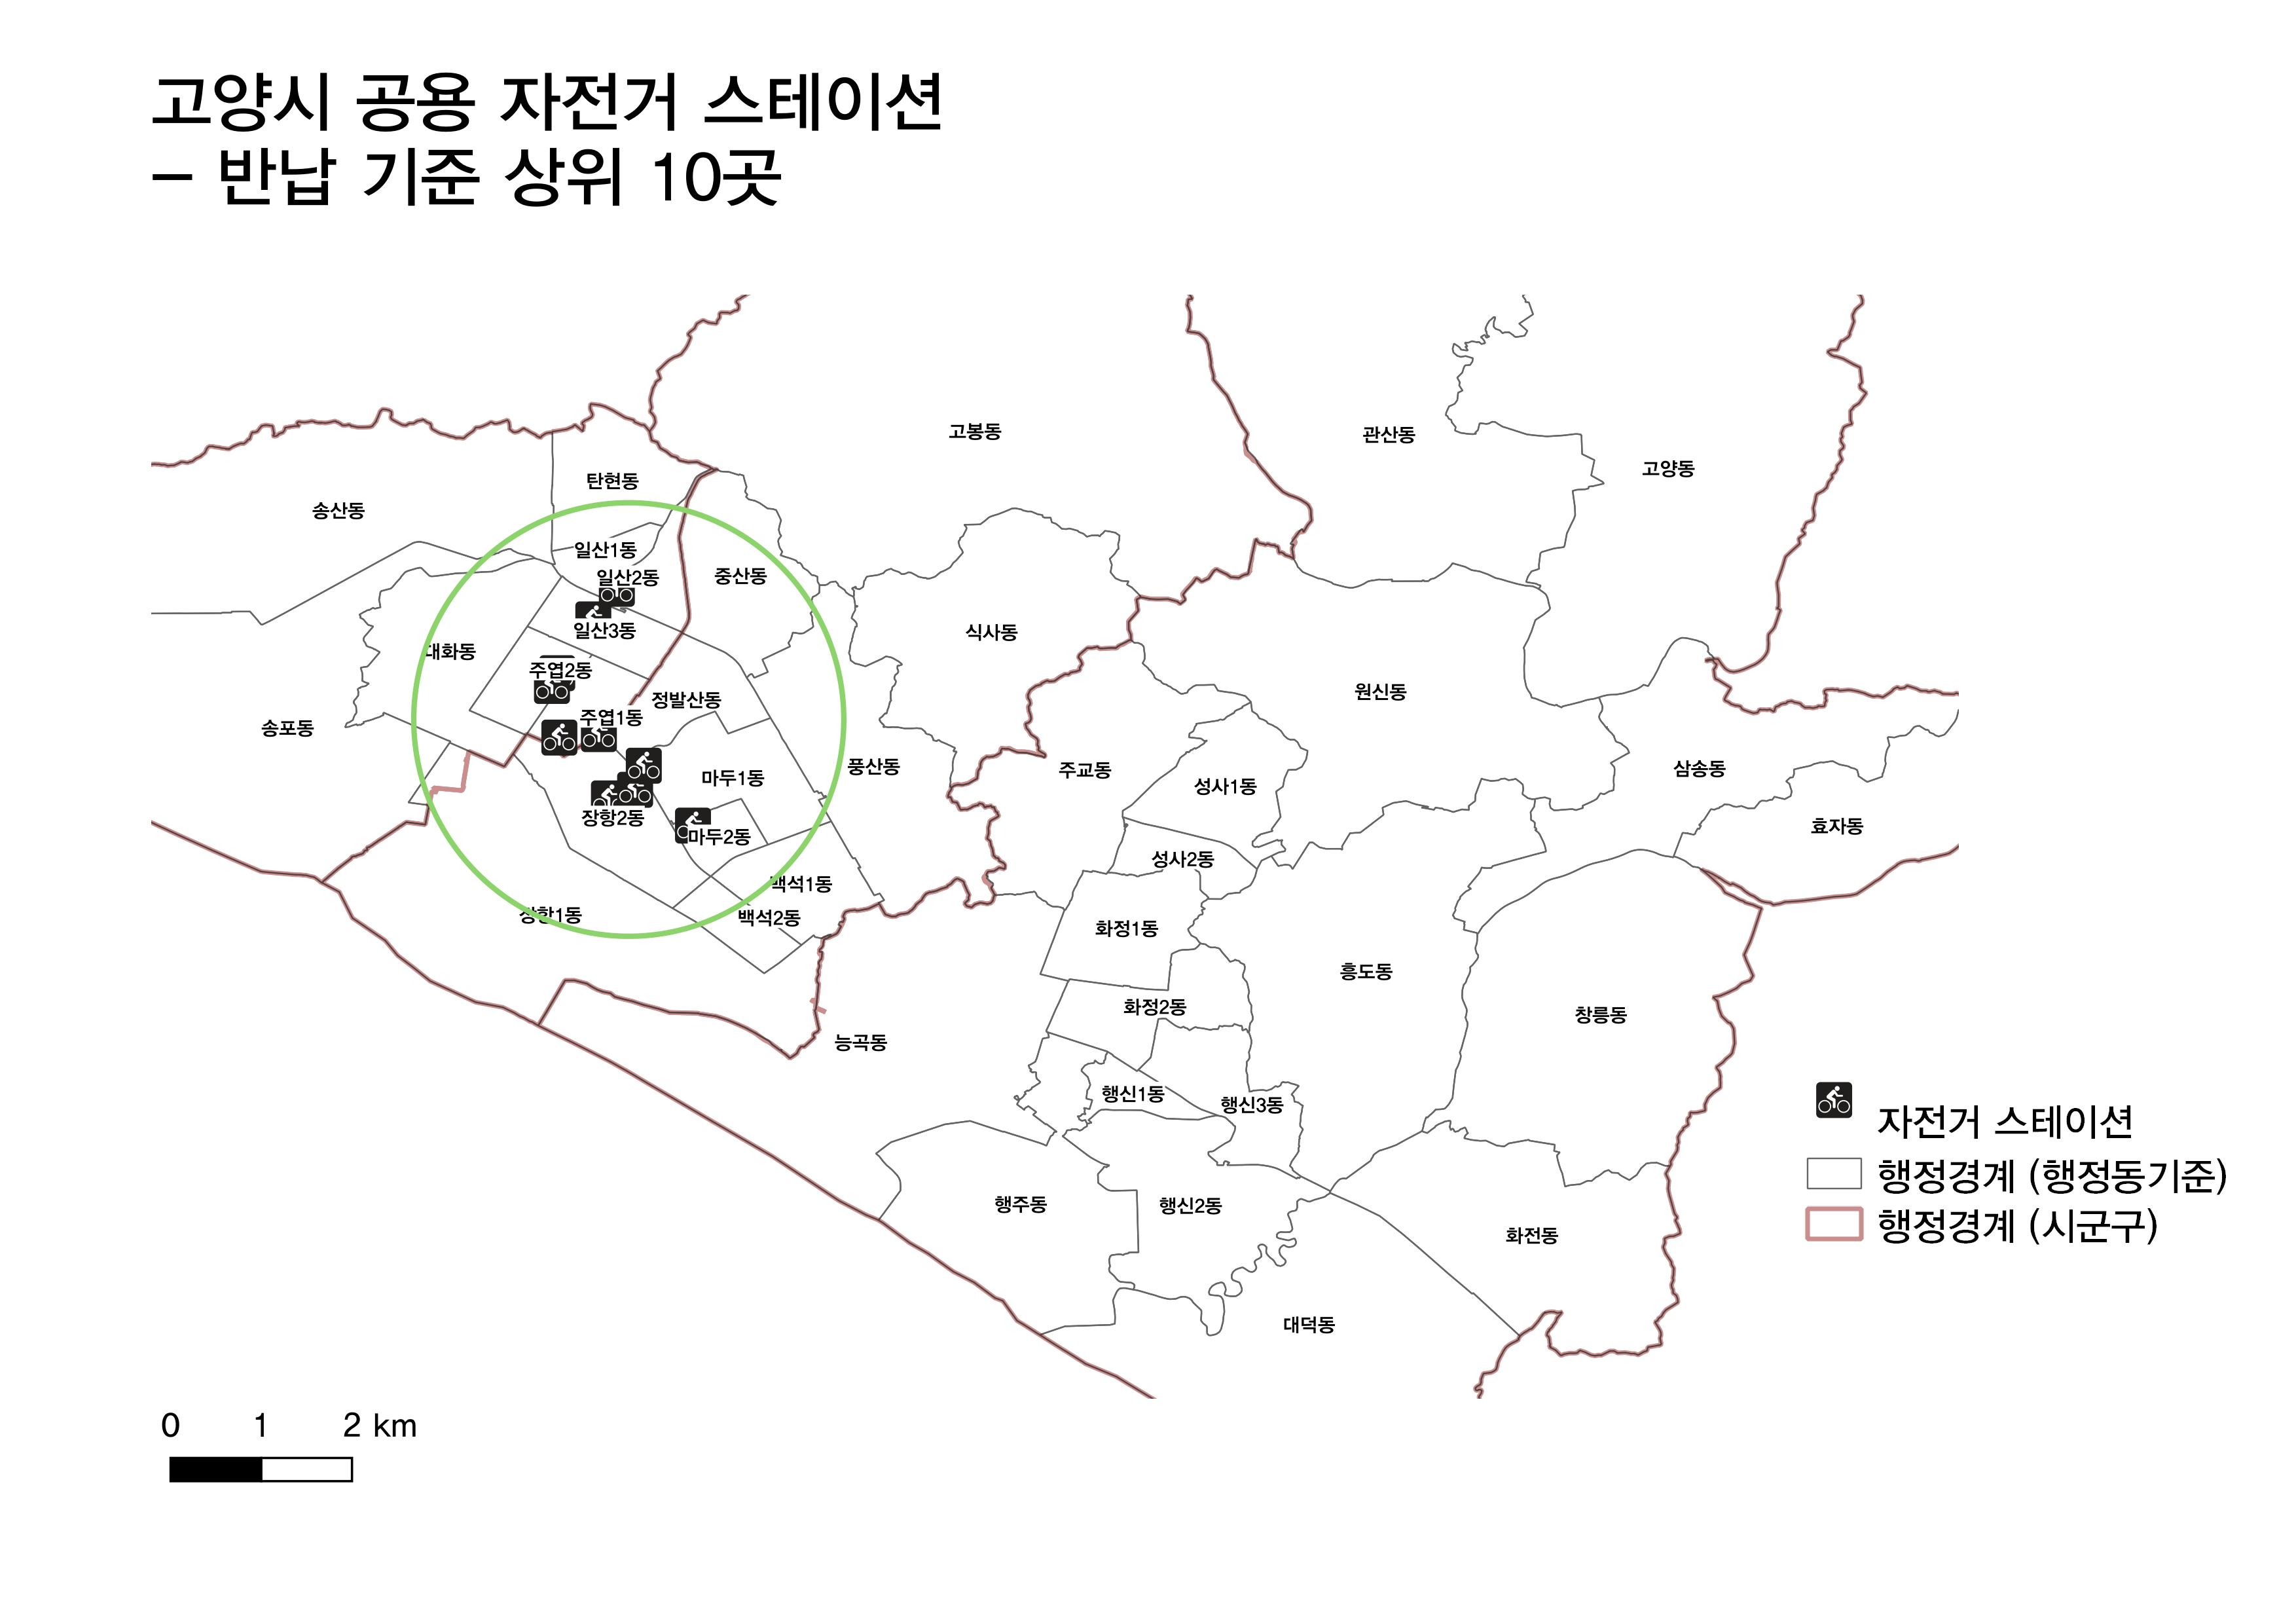 고양시 공용 자전거 스테이션
- 반납 기준 상위 10곳
고봉동
관산동
고양동
탄현동
송산동
일산1동
일산2동
중산동
일산3동
식사동
대화동
주엽2동
정발산동
원신동
주엽1동
송포동
풍산동
주교동
삼송동
마두1동
성사1동
장항2동
효자동
마두2동
성사2동
백석1동
장항1동
백석2동
화정1동
흥도동
화정2동
창릉동
능곡동
행신1동
행신3동
자전거 스테이션
행정경계 (행정동기준)
행정경계 (시군구)
행주동
행신2동
화전동
대덕동
0 1 2 km